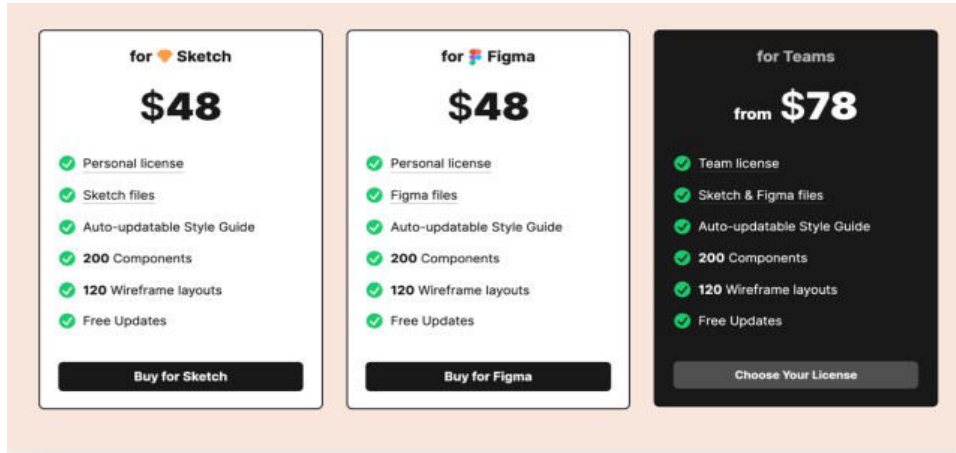 for Sketch
$48
Personal license
Sketch files
Auto-updatable Style Guide
200 Components
120 Wireframe layouts
Free Updates
Buy for Sketch
for Figma
$48
Personal license
Figma files
Auto-updatable Style Guide
200 Components
120 Wireframe layouts
Free Updates
Buy for Figma
for Teams
from $78
Team license
Sketch & Figma files
Auto-updatable Style Guide
200 Components
120 Wireframe layouts
Free Updates
Choose Your License